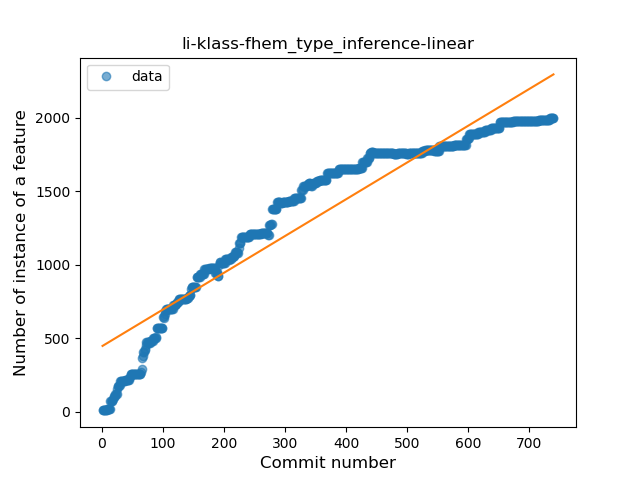 li-klass-fhem_type_inference-linear
data
Number of instance of a feature
2000
1500
1000
500
0
0 100 200 300 400 500 600 700
Commit number